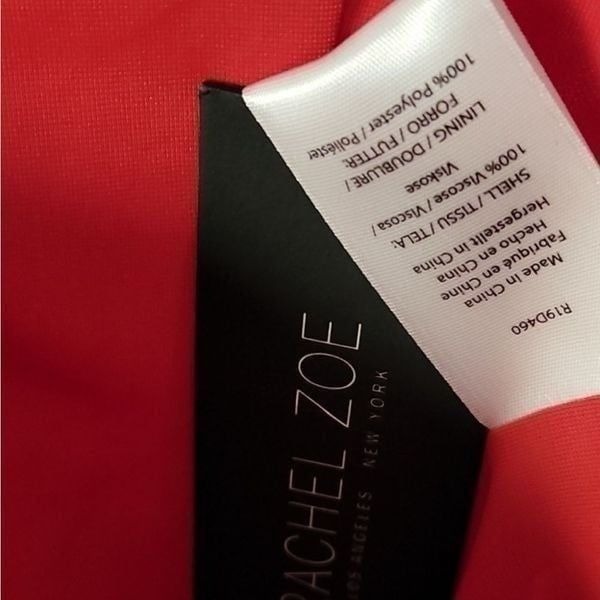 R19D460
Made in China
Fabriqué en Chine
Hecho en China
Hergestellt in China
SHELL / TISSU / TELA:
100% Viscose / Viscosa /
Viskose
LINING / DOUBLURE /
FORRO / FUTTER:
100% Polyester / Poliéster
RACHEL ZOE
LOS ANGELES NEW YORK